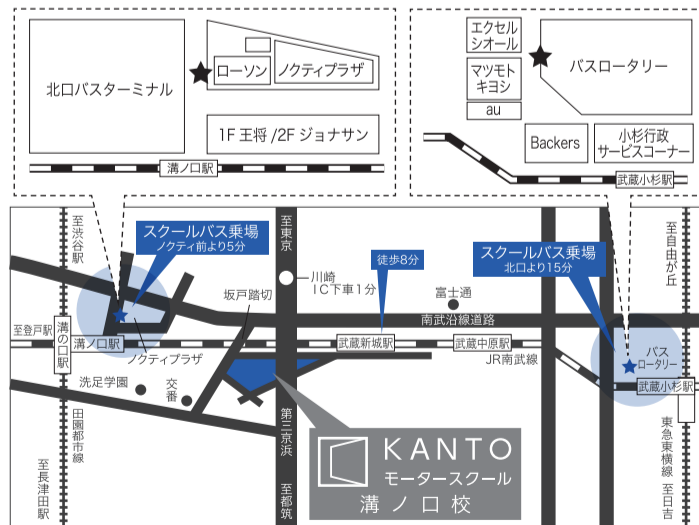 北口バスターミナル
ローソン
ノクティプラザ
1F 王将 /2F ジョナサン
溝ノ口駅
エクセル
シオール
マツモト
キヨシ
au
バスロータリー
Backers
小杉行政
サービスコーナー
武蔵小杉駅
至渋谷駅
スクールバス乗場
ノクティ前より5分
至東京
川崎
IC下車1分
坂戸踏切
徒歩8分
富士通
スクールバス乗場
北口より15分
至自由が丘
南武沿線道路
至登戸駅
溝の口駅
溝ノ口駅
ノクティプラザ
武蔵新城駅
武蔵中原駅
JR南武線
バス
ロータリー
武蔵小杉駅
洗足学園
交番
田園都市線
至長津田駅
第三京浜
至都筑
KANTO
モータースクール
溝ノ口校
東急東横線
至日吉